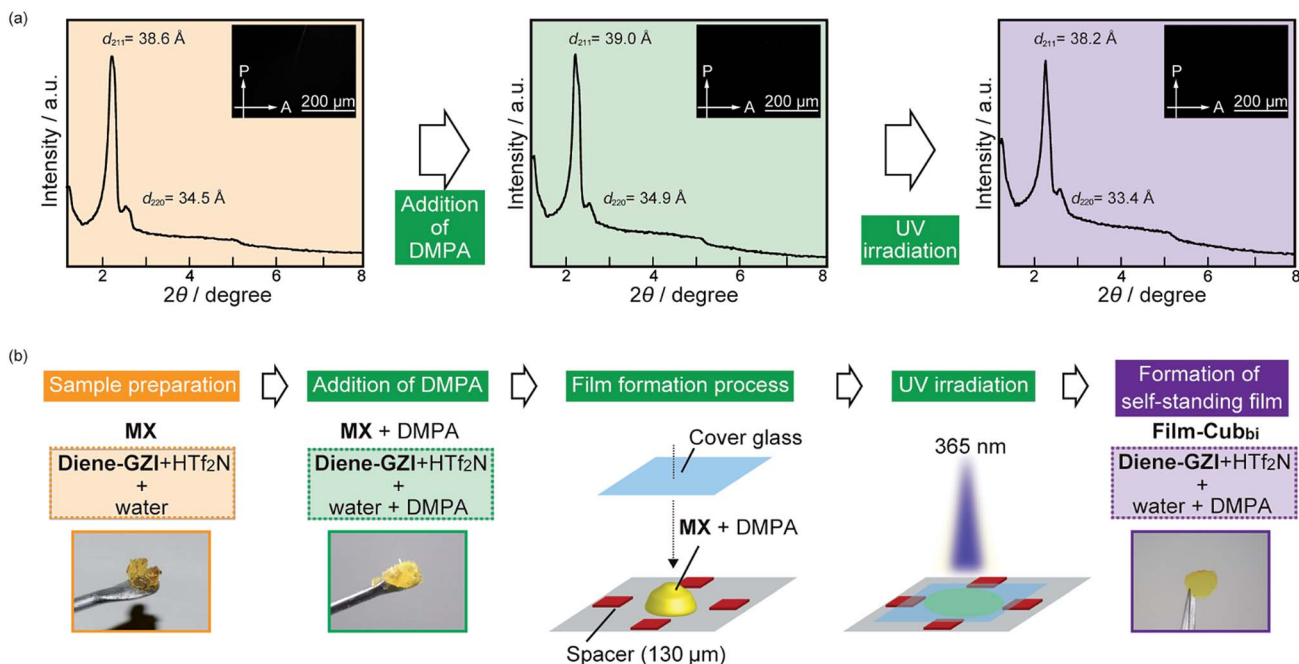 (a)
d211= 38.6 Å
d220= 34.5 Å
P
A
200 µm
Intensity / a.u.
2 4 6 8
2θ / degree
Addition
of
DMPA
d211= 39.0 Å
d220= 34.9 Å
P
A
200 µm
Intensity / a.u.
2 4 6 8
2θ / degree
UV
irradiation
d211= 38.2 Å
d220= 33.4 Å
P
A
200 µm
Intensity / a.u.
2 4 6 8
2θ / degree
(b)
Sample preparation
MX
Diene-GZI+HTf2N
+
water
Addition of DMPA
MX + DMPA
Diene-GZI+HTf2N
+
water + DMPA
Film formation process
Cover glass
MX + DMPA
Spacer (130 µm)
UV irradiation
365 nm
Formation of
self-standing film
Film-Cubbi
Diene-GZI+HTf2N
+
water + DMPA